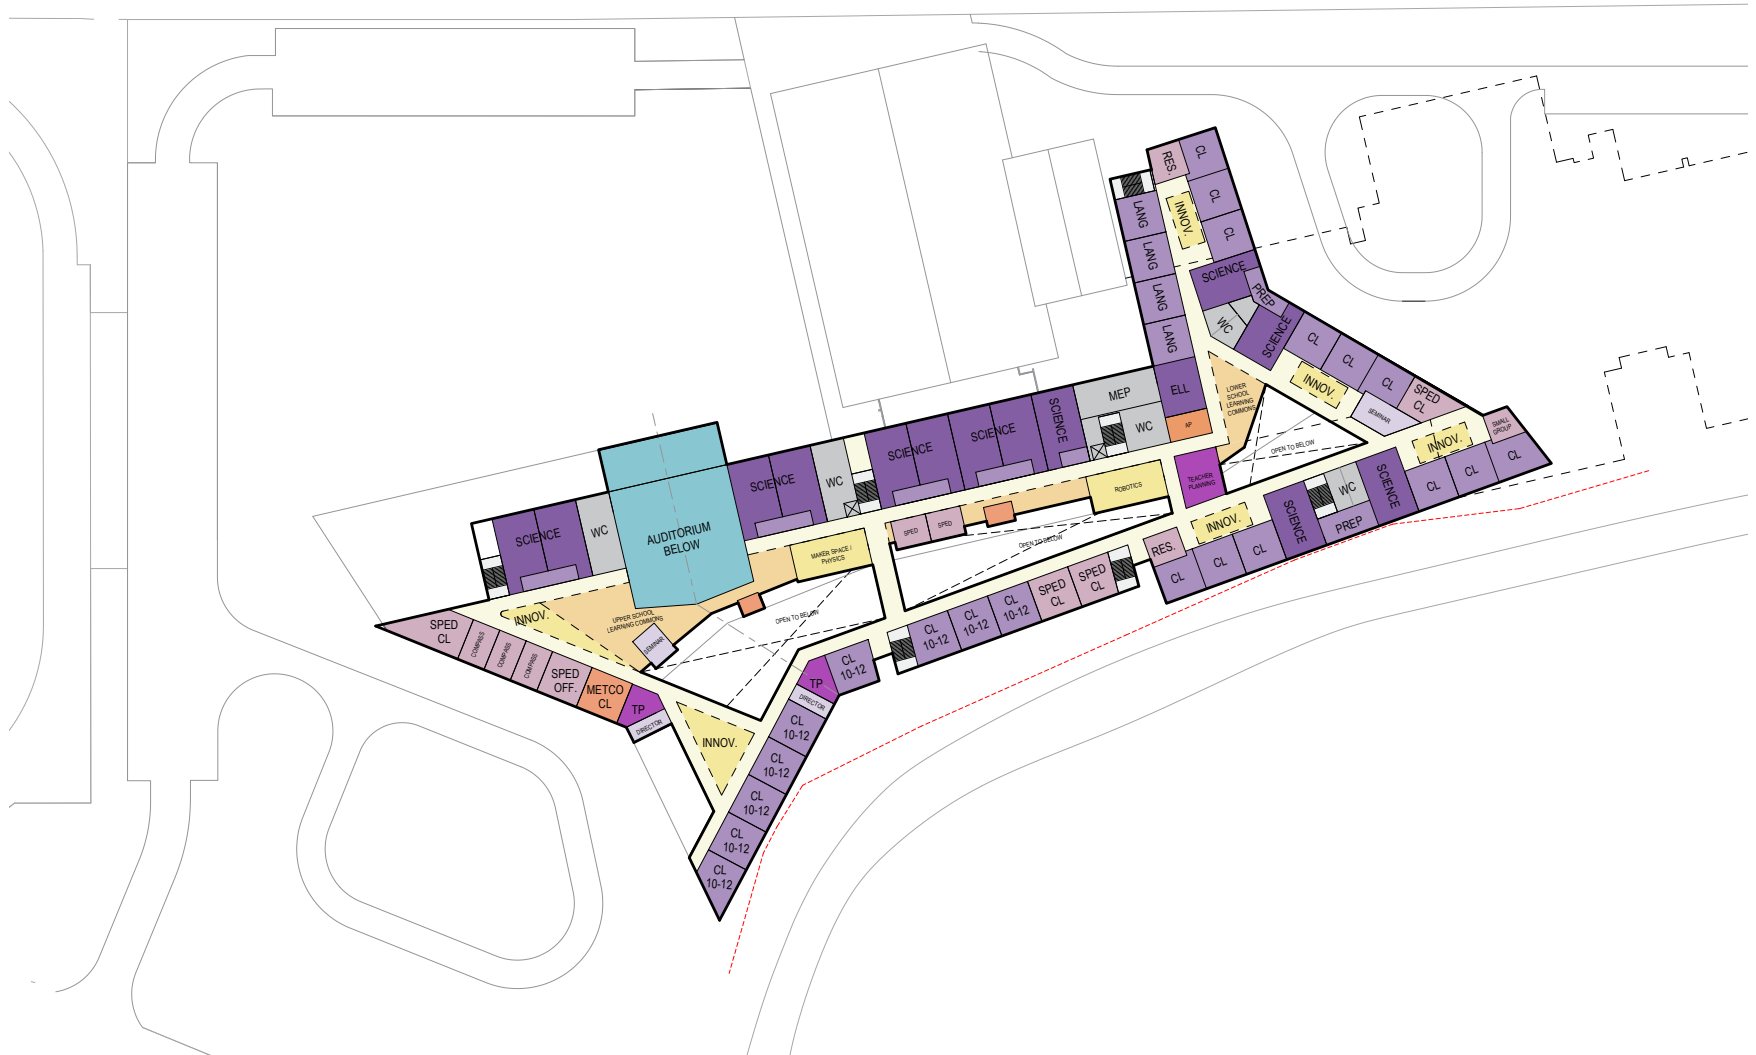 RES.
CL
CL
CL
INNOV.
LANG
LANG
LANG
LANG
SCIENCE
PREP
WC
SCIENCE
CL
CL
CL
SPED
CL
INNOV.
SEMINAR
SMALL
GROUP
INNOV.
CL
CL
CL
LOWER
SCHOOL
LEARNING
COMMONS
OPEN TO BELOW
ELL
AP
MEP
WC
SCIENCE
SCIENCE
SCIENCE
WC
SCIENCE
AUDITORIUM
BELOW
WC
SCIENCE
TEACHER
PLANNING
ROBOTICS
SPED
SPED
OPEN TO BELOW
MAKER SPACE /
PHYSICS
OPEN TO BELOW
UPPER SCHOOL
LEARNING COMMONS
SEMINAR
INNOV.
SPED
CL
COMPASS
COMPASS
COMPASS
SPED
OFF.
METCO
CL
TP
DIRECTOR
INNOV.
TP
DIRECTOR
CL
10-12
CL
10-12
CL
10-12
CL
10-12
CL
10-12
CL
10-12
CL
10-12
CL
10-12
CL
10-12
SPED
CL
SPED
CL
RES.
INNOV.
CL
CL
CL
SCIENCE
WC
PREP
SCIENCE